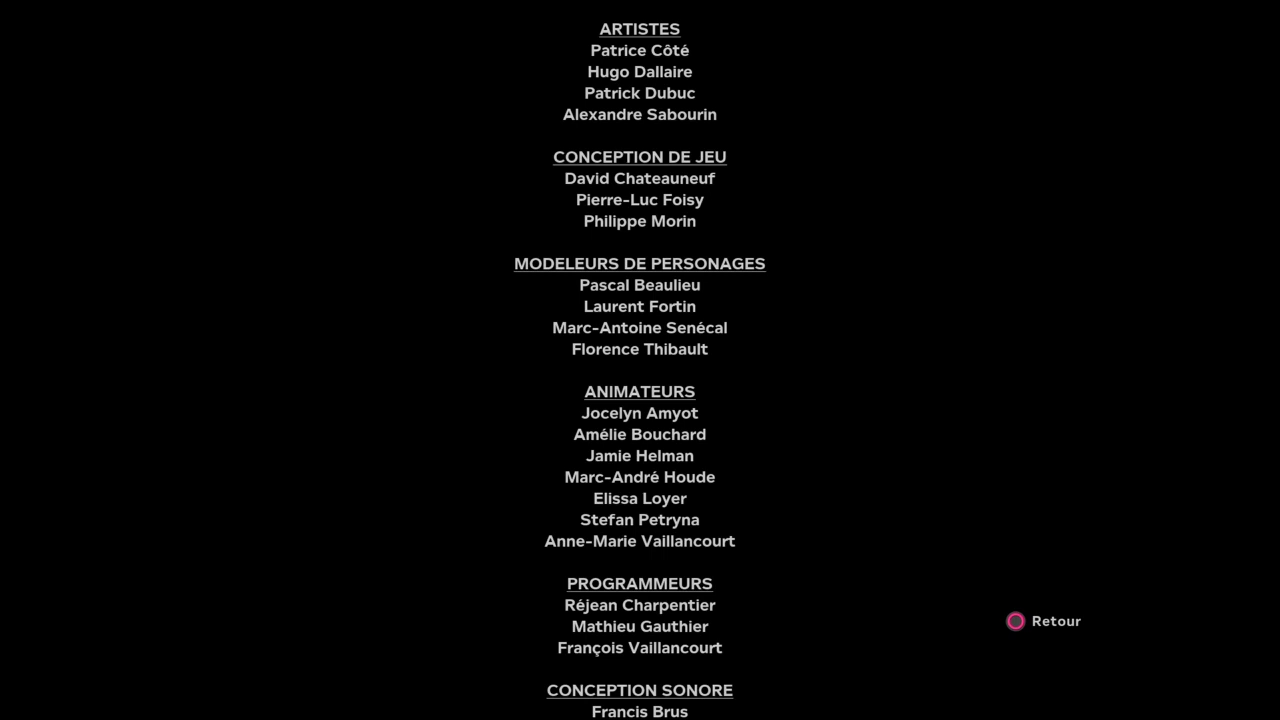 ARTISTES
Patrice Côté
Hugo Dallaire
Patrick Dubuc
Alexandre Sabourin
CONCEPTION DE JEU
David Chateauneuf
Pierre-Luc Foisy
Philippe Morin
MODELEURS DE PERSONAGES
Pascal Beaulieu
Laurent Fortin
Marc-Antoine Senécal
Florence Thibault
ANIMATEURS
Jocelyn Amyot
Amélie Bouchard
Jamie Helman
Marc-André Houde
Elissa Loyer
Stefan Petryna
Anne-Marie Vaillancourt
PROGRAMMEURS
Réjean Charpentier
Mathieu Gauthier
François Vaillancourt
CONCEPTION SONORE
Francis Brus
Retour